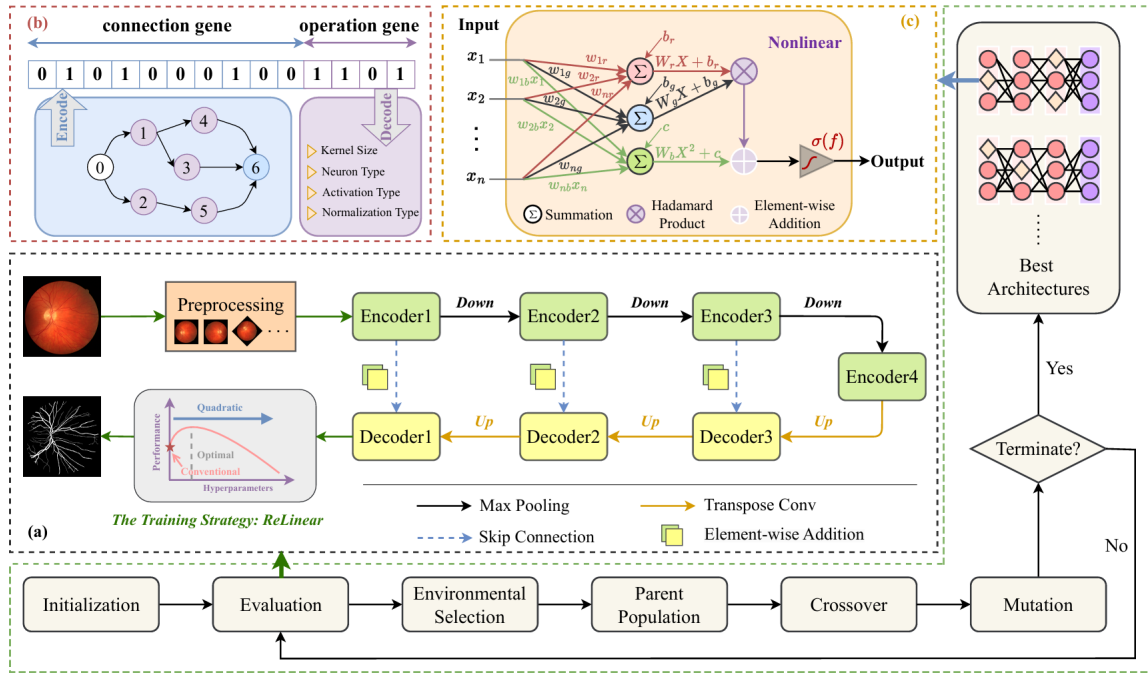 (b)
connection gene
operation gene
0 1 0 1 0 0 0 1 0 0 1 1 0 1
Encode
Decode
0
1
2
3
4
5
6
Kernel Size
Neuron Type
Activation Type
Normalization Type
(c)
Input
Nonlinear
x₁
x₂
xₙ
w₁ᵣ
w₁g
w₁bx₁
w₂ᵣ
w₂g
w₂bx₂
wₙᵣ
wₙg
wₙbxₙ
bᵣ
WᵣX + bᵣ
bg
WgX + bg
c
WbX² + c
Σ
Σ
Σ
σ(f)
Output
Σ Summation
Hadamard
Product
Element-wise
Addition
Best
Architectures
Preprocessing
Encoder1
Down
Encoder2
Down
Encoder3
Down
Encoder4
Decoder1
Up
Decoder2
Up
Decoder3
Up
Performance
Quadratic
Optimal
Conventional
Hyperparameters
The Training Strategy: ReLinear
(a)
Max Pooling
Transpose Conv
Skip Connection
Element-wise Addition
Yes
Terminate?
No
Initialization
Evaluation
Environmental
Selection
Parent
Population
Crossover
Mutation